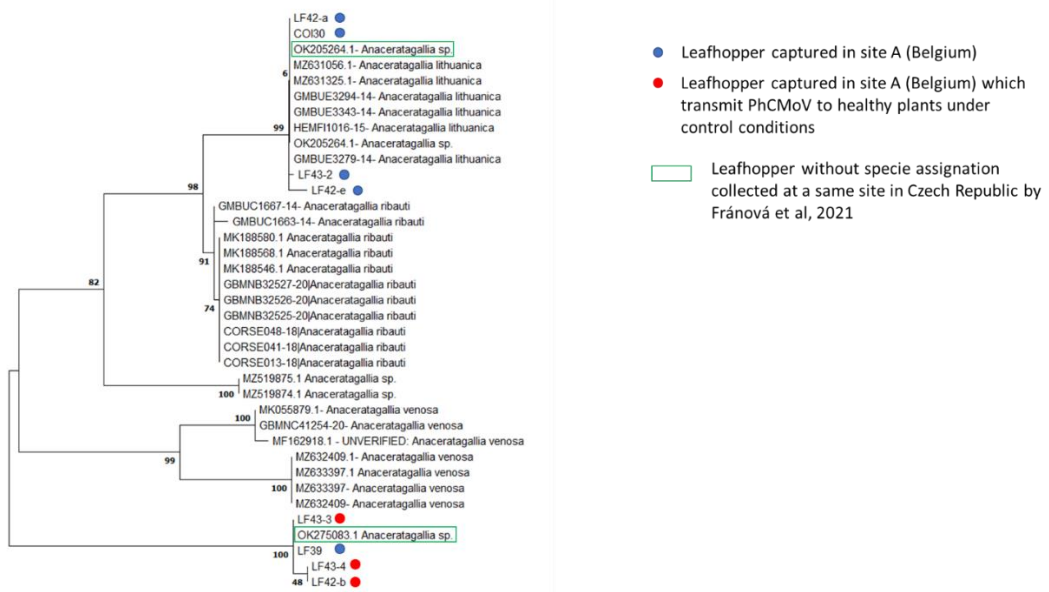 LF42-a
COI30
OK205264.1- Anaceratagallia sp.
MZ631056.1- Anaceratagallia lithuanica
6
MZ631325.1- Anaceratagallia lithuanica
GMBUE3294-14- Anaceratagallia lithuanica
GMBUE3343-14- Anaceratagallia lithuanica
99
HEMFI1016-15- Anaceratagallia lithuanica
OK205264.1- Anaceratagallia sp.
GMBUE3279-14- Anaceratagallia lithuanica
LF43-2
98
LF42-e
GMBUC1667-14- Anaceratagallia ribauti
GMBUC1663-14- Anaceratagallia ribauti
MK188580.1 Anaceratagallia ribauti
MK188568.1 Anaceratagallia ribauti
91
MK188546.1 Anaceratagallia ribauti
82
GBMNB32527-20|Anaceratagallia ribauti
GBMNB32526-20|Anaceratagallia ribauti
74
GBMNB32525-20|Anaceratagallia ribauti
CORSE048-18|Anaceratagallia ribauti
CORSE041-18|Anaceratagallia ribauti
CORSE013-18|Anaceratagallia ribauti
MZ519875.1 Anaceratagallia sp.
100
MZ519874.1 Anaceratagallia sp.
MK055879.1- Anaceratagallia venosa
100
GBMNC41254-20- Anaceratagallia venosa
MF162918.1 - UNVERIFIED: Anaceratagallia venosa
99
MZ632409.1- Anaceratagallia venosa
MZ633397.1 Anaceratagallia venosa
100
MZ633397- Anaceratagallia venosa
MZ632409- Anaceratagallia venosa
LF43-3
OK275083.1 Anaceratagallia sp.
100
LF39
LF43-4
48
LF42-b
Leafhopper captured in site A (Belgium)
Leafhopper captured in site A (Belgium) which
transmit PhCMoV to healthy plants under
control conditions
Leafhopper without specie assignation
collected at a same site in Czech Republic by
Fránová et al, 2021